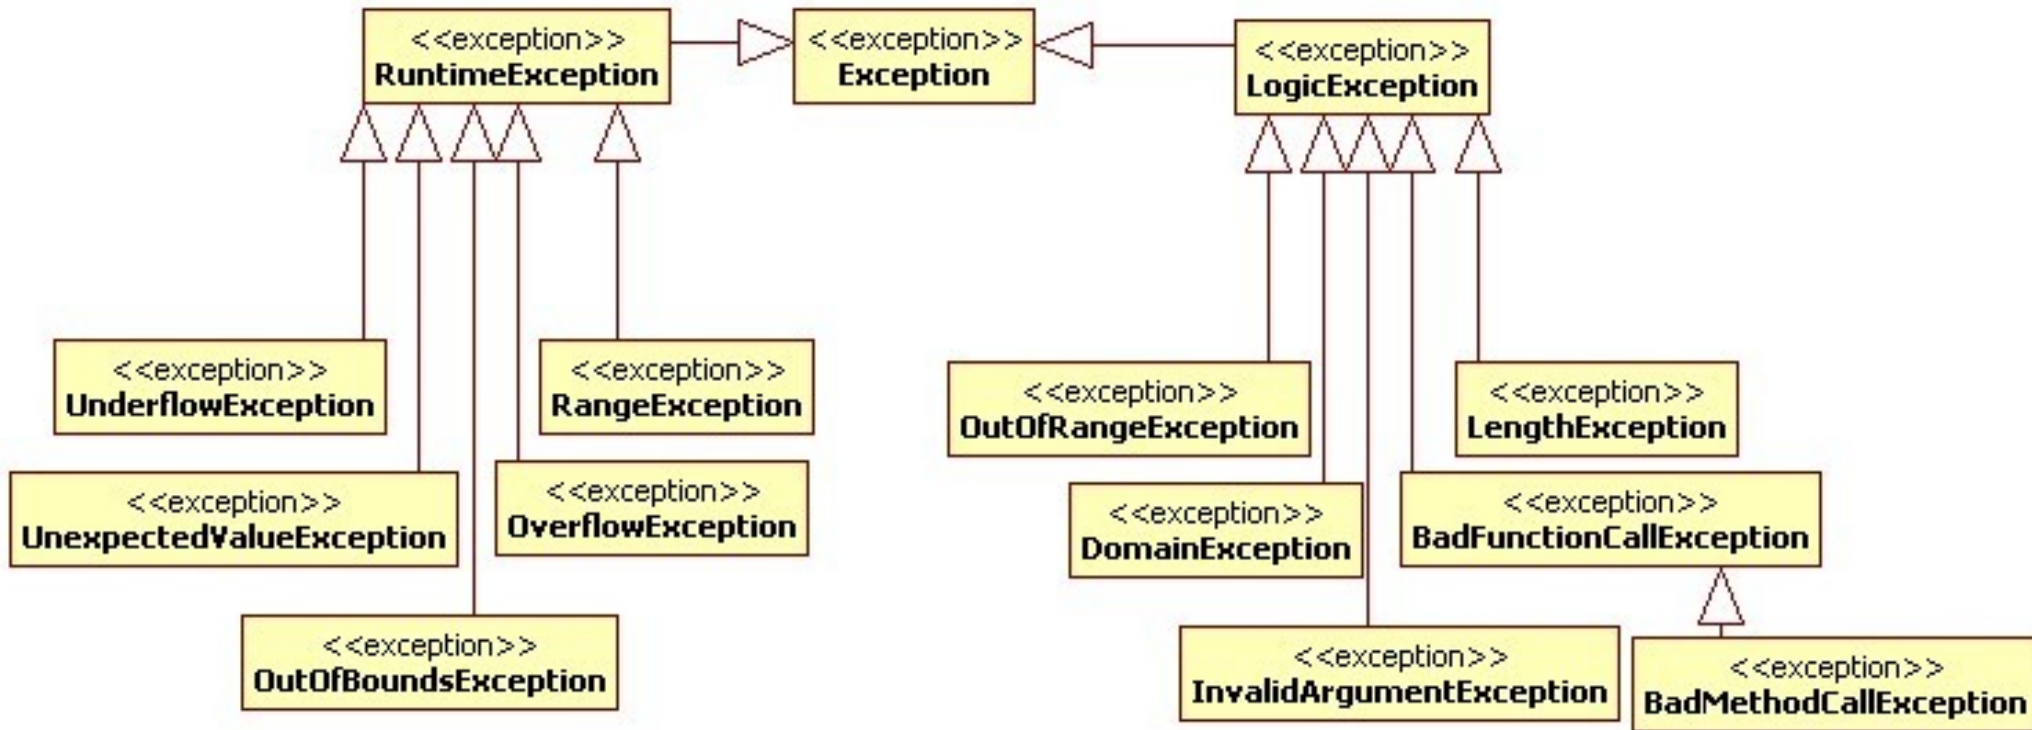 <<exception>>
RuntimeException
<<exception>>
Exception
<<exception>>
LogicException
<<exception>>
UnderflowException
<<exception>>
RangeException
<<exception>>
OutOfRangeException
<<exception>>
LengthException
<<exception>>
UnexpectedValueException
<<exception>>
OverflowException
<<exception>>
DomainException
<<exception>>
BadFunctionCallException
<<exception>>
OutOfBoundsException
<<exception>>
InvalidArgumentException
<<exception>>
BadMethodCallException